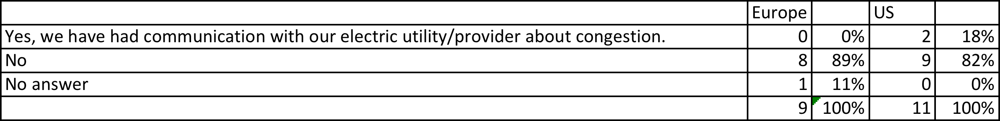 Europe US
Yes, we have had communication with our electric utility/provider about congestion. 0 0% 2 18%
No 8 89% 9 82%
No answer 1 11% 0 0%
9 100% 11 100%